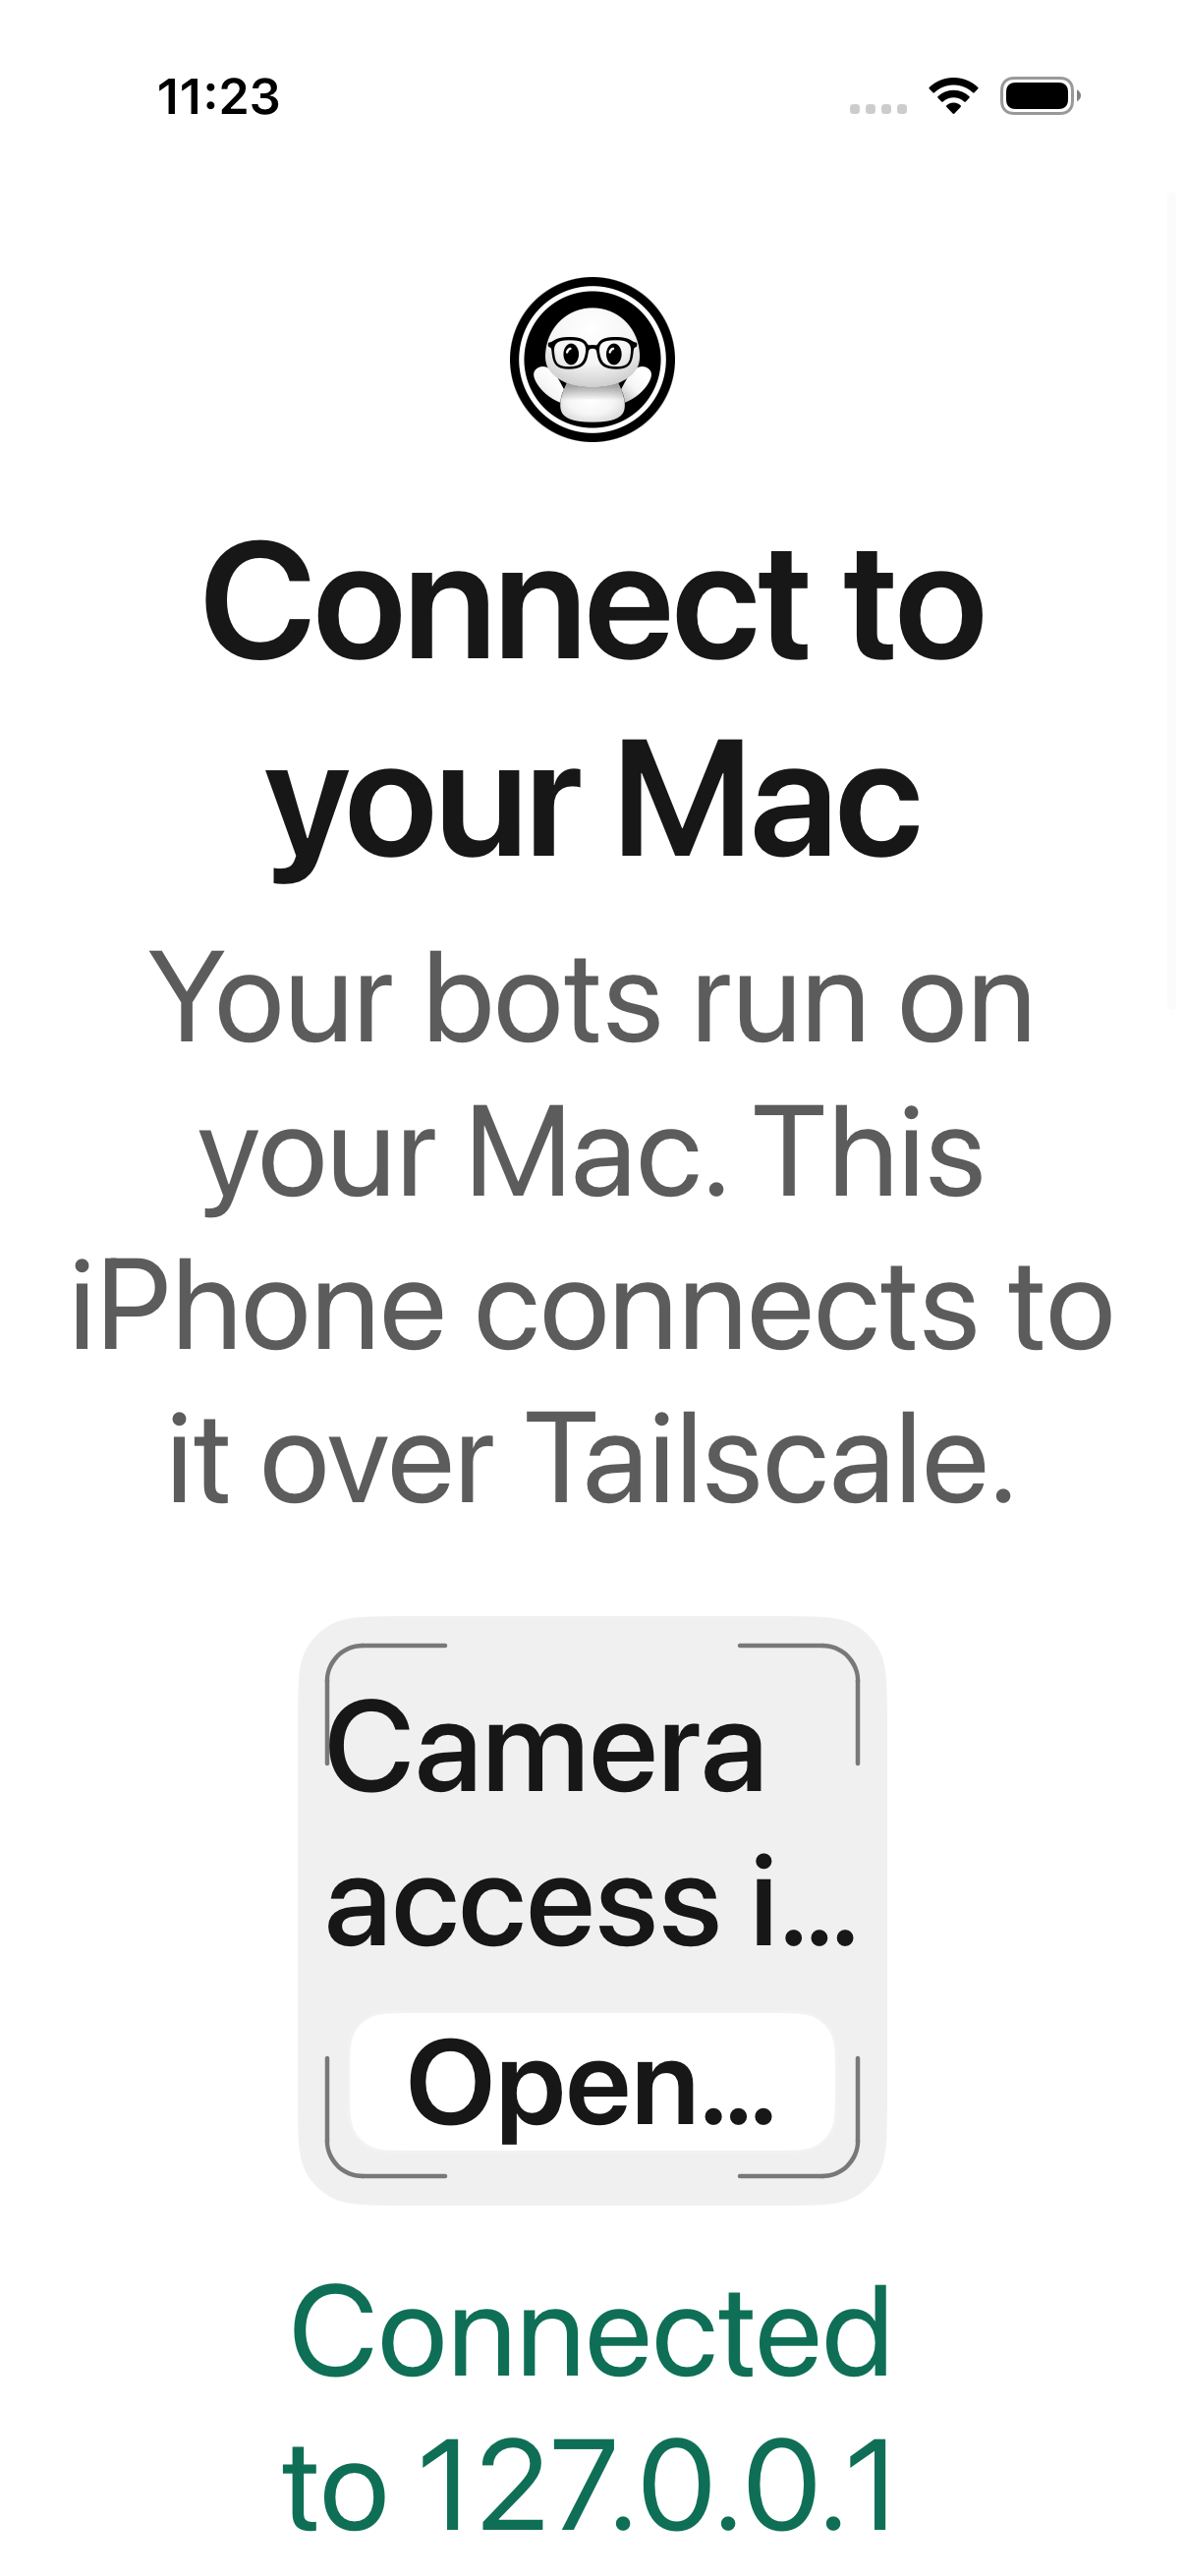 11:23
Connect to
your Mac
Your bots run on
your Mac. This
iPhone connects to
it over Tailscale.
Camera
access i...
Open...
Connected
to 127.0.0.1